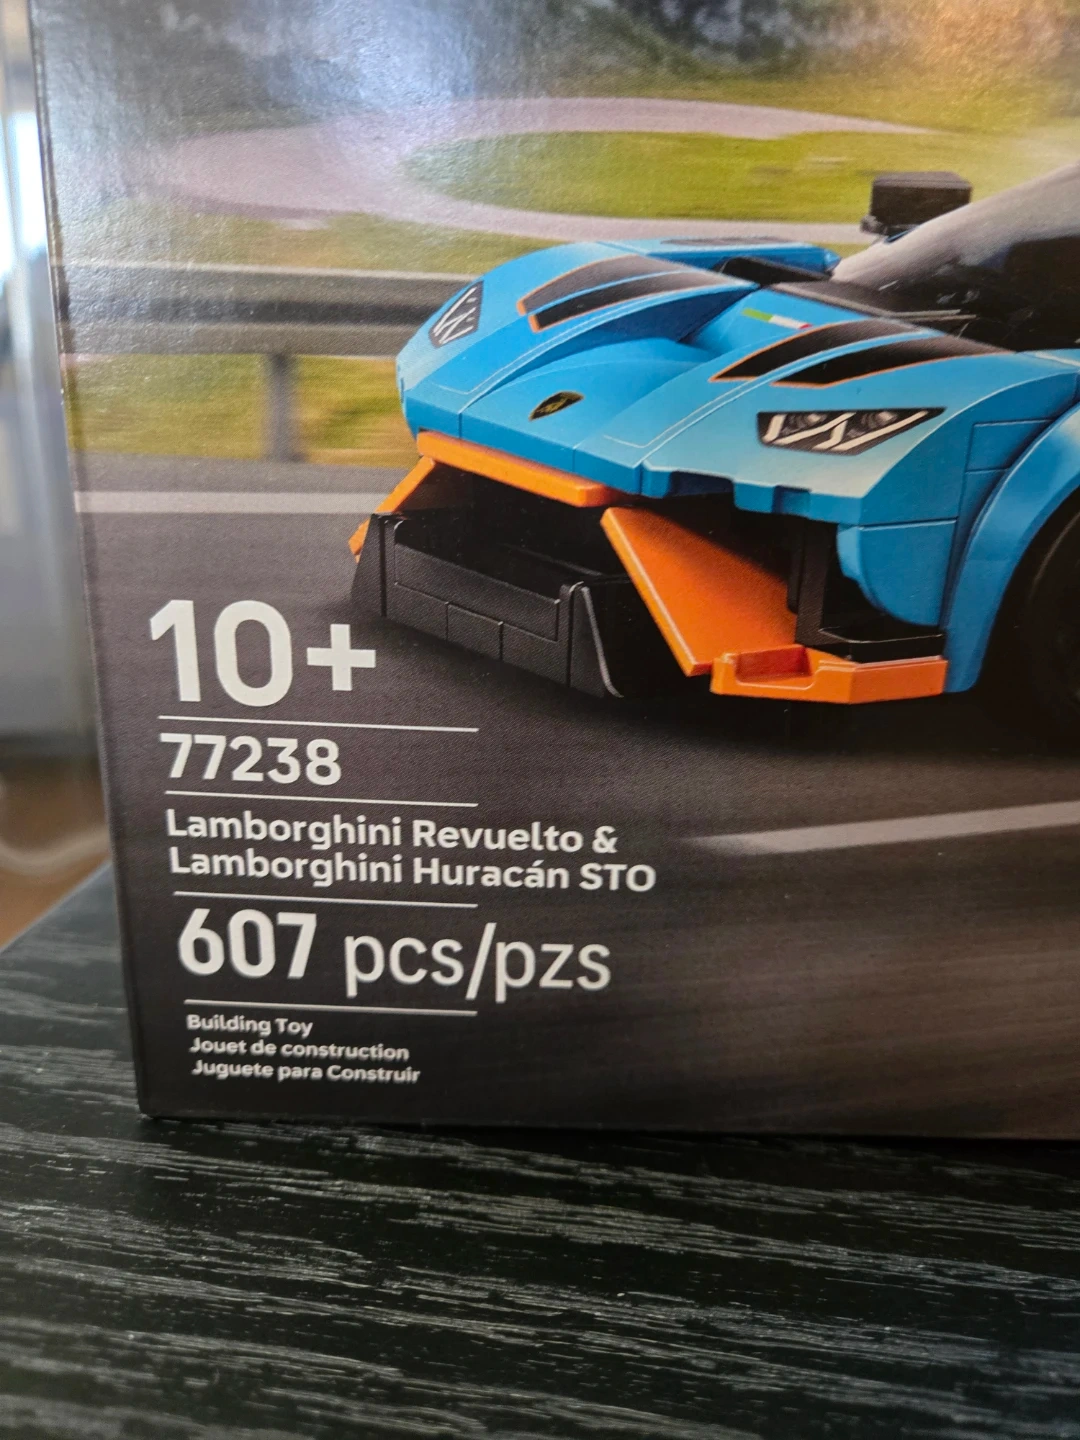 10+
77238
Lamborghini Revuelto &
Lamborghini Huracán STO
607 pcs/pzs
Building Toy
Jouet de construction
Juguete para Construir